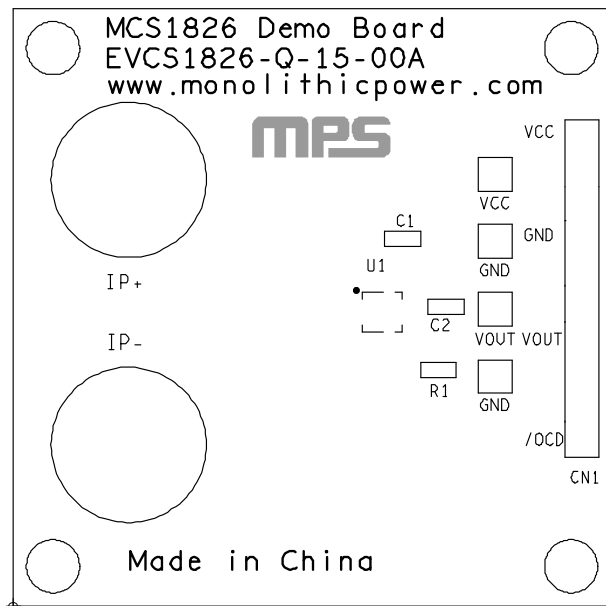 MCS1826 Demo Board
EVCS1826-Q-15-00A
www.monolithicpower.com
mps
VCC
VCC
C1
GND
GND
U1
IP+
C2
VOUT VOUT
IP-
R1
GND
/OCD
CN1
Made in China